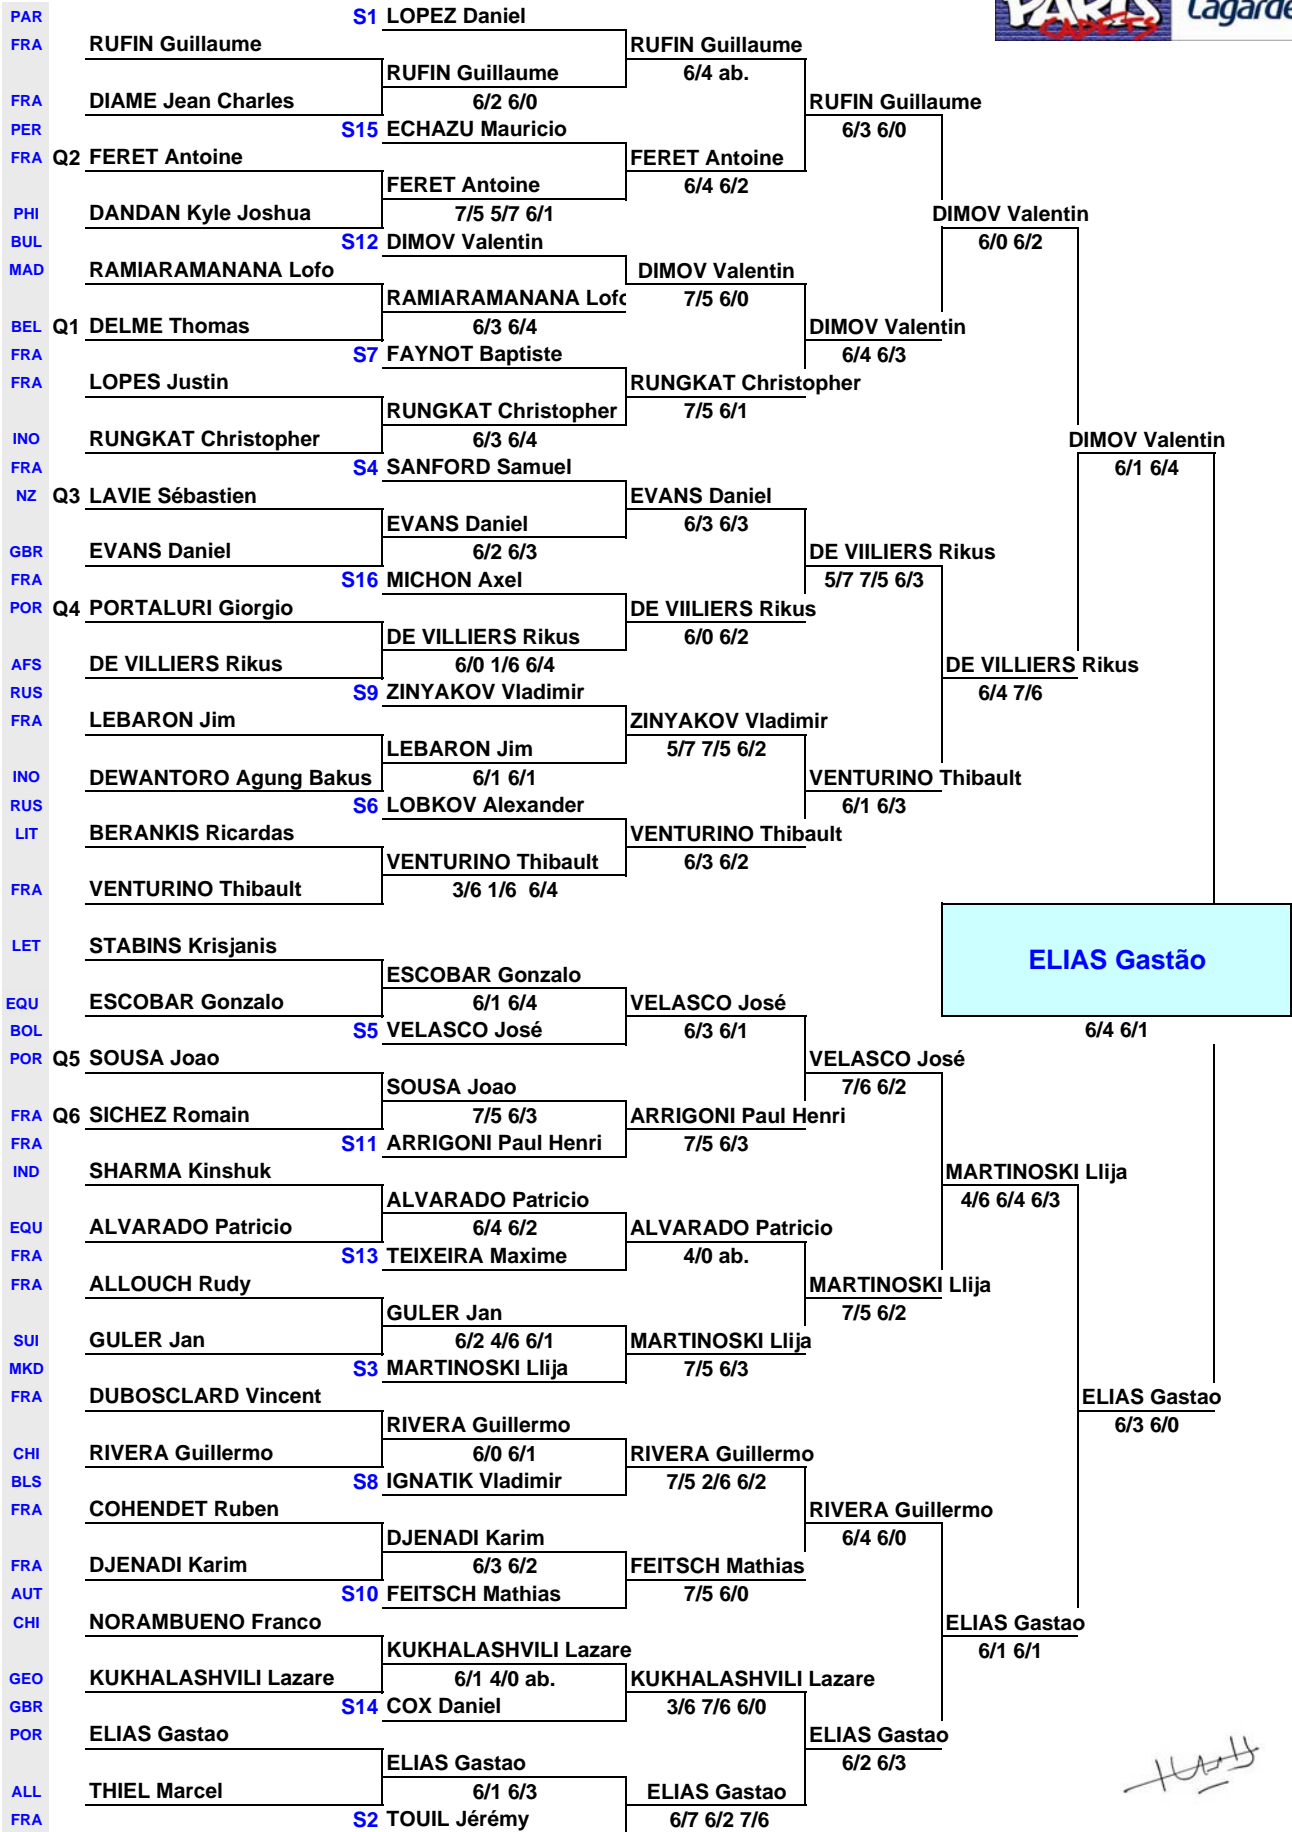 PARIS Lagarde
CADETS
PAR S1 LOPEZ Daniel
FRA RUFIN Guillaume RUFIN Guillaume
RUFIN Guillaume 6/4 ab.
FRA DIAME Jean Charles 6/2 6/0 RUFIN Guillaume
PER S15 ECHAZU Mauricio 6/3 6/0
FRA Q2 FERET Antoine FERET Antoine
FERET Antoine 6/4 6/2
PHI DANDAN Kyle Joshua 7/5 5/7 6/1 DIMOV Valentin
BUL S12 DIMOV Valentin 6/0 6/2
MAD RAMIARAMANANA Lofo DIMOV Valentin
RAMIARAMANANA Lofo 7/5 6/0
BEL Q1 DELME Thomas 6/3 6/4 DIMOV Valentin
FRA S7 FAYNOT Baptiste 6/4 6/3
FRA LOPES Justin RUNGKAT Christopher
RUNGKAT Christopher 7/5 6/1
INO RUNGKAT Christopher 6/3 6/4 DIMOV Valentin
FRA S4 SANFORD Samuel 6/1 6/4
NZ Q3 LAVIE Sébastien EVANS Daniel
EVANS Daniel 6/3 6/3
GBR EVANS Daniel 6/2 6/3 DE VIILIERS Rikus
FRA S16 MICHON Axel 5/7 7/5 6/3
POR Q4 PORTALURI Giorgio DE VIILIERS Rikus
DE VILLIERS Rikus 6/0 6/2
AFS DE VILLIERS Rikus 6/0 1/6 6/4 DE VILLIERS Rikus
RUS S9 ZINYAKOV Vladimir 6/4 7/6
FRA LEBARON Jim ZINYAKOV Vladimir
LEBARON Jim 5/7 7/5 6/2
INO DEWANTORO Agung Bakus 6/1 6/1 VENTURINO Thibault
RUS S6 LOBKOV Alexander 6/1 6/3
LIT BERANKIS Ricardas VENTURINO Thibault
VENTURINO Thibault 6/3 6/2
FRA VENTURINO Thibault 3/6 1/6 6/4
LET STABINS Krisjanis ELIAS Gastão
ESCOBAR Gonzalo
EQU ESCOBAR Gonzalo 6/1 6/4 VELASCO José
BOL S5 VELASCO José 6/3 6/1 6/4 6/1
POR Q5 SOUSA Joao VELASCO José
SOUSA Joao 7/6 6/2
FRA Q6 SICHEZ Romain 7/5 6/3 ARRIGONI Paul Henri
FRA S11 ARRIGONI Paul Henri 7/5 6/3
IND SHARMA Kinshuk MARTINOSKI Llija
ALVARADO Patricio 4/6 6/4 6/3
EQU ALVARADO Patricio 6/4 6/2 ALVARADO Patricio
FRA S13 TEIXEIRA Maxime 4/0 ab.
FRA ALLOUCH Rudy MARTINOSKI Llija
GULER Jan 7/5 6/2
SUI GULER Jan 6/2 4/6 6/1 MARTINOSKI Llija
MKD S3 MARTINOSKI Llija 7/5 6/3
FRA DUBOSCLARD Vincent ELIAS Gastao
RIVERA Guillermo 6/3 6/0
CHI RIVERA Guillermo 6/0 6/1 RIVERA Guillermo
BLS S8 IGNATIK Vladimir 7/5 2/6 6/2
FRA COHENDET Ruben RIVERA Guillermo
DJENADI Karim 6/4 6/0
FRA DJENADI Karim 6/3 6/2 FEITSCH Mathias
AUT S10 FEITSCH Mathias 7/5 6/0
CHI NORAMBUENO Franco ELIAS Gastao
KUKHALASHVILI Lazare 6/1 6/1
GEO KUKHALASHVILI Lazare 6/1 4/0 ab. KUKHALASHVILI Lazare
GBR S14 COX Daniel 3/6 7/6 6/0
POR ELIAS Gastao ELIAS Gastao
ELIAS Gastao 6/2 6/3
ALL THIEL Marcel 6/1 6/3 ELIAS Gastao
FRA S2 TOUIL Jérémy 6/7 6/2 7/6